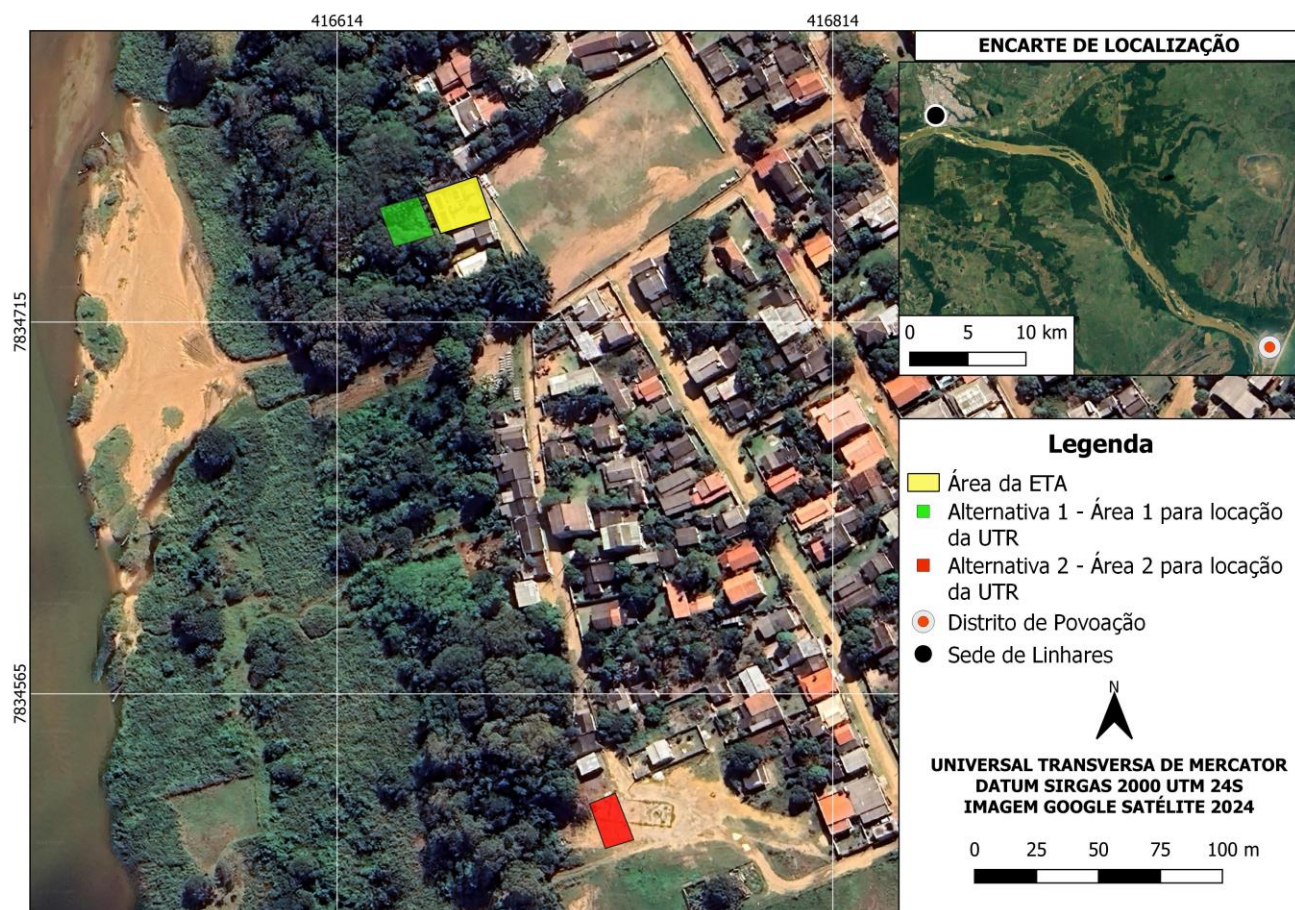 416614
416814
ENCARTE DE LOCALIZAÇÃO
0 5 10 km
7834715
7834565
Legenda
Área da ETA
Alternativa 1 - Área 1 para locação
da UTR
Alternativa 2 - Área 2 para locação
da UTR
Distrito de Povoação
Sede de Linhares
N
UNIVERSAL TRANSVERSA DE MERCATOR
DATUM SIRGAS 2000 UTM 24S
IMAGEM GOOGLE SATÉLITE 2024
0 25 50 75 100 m